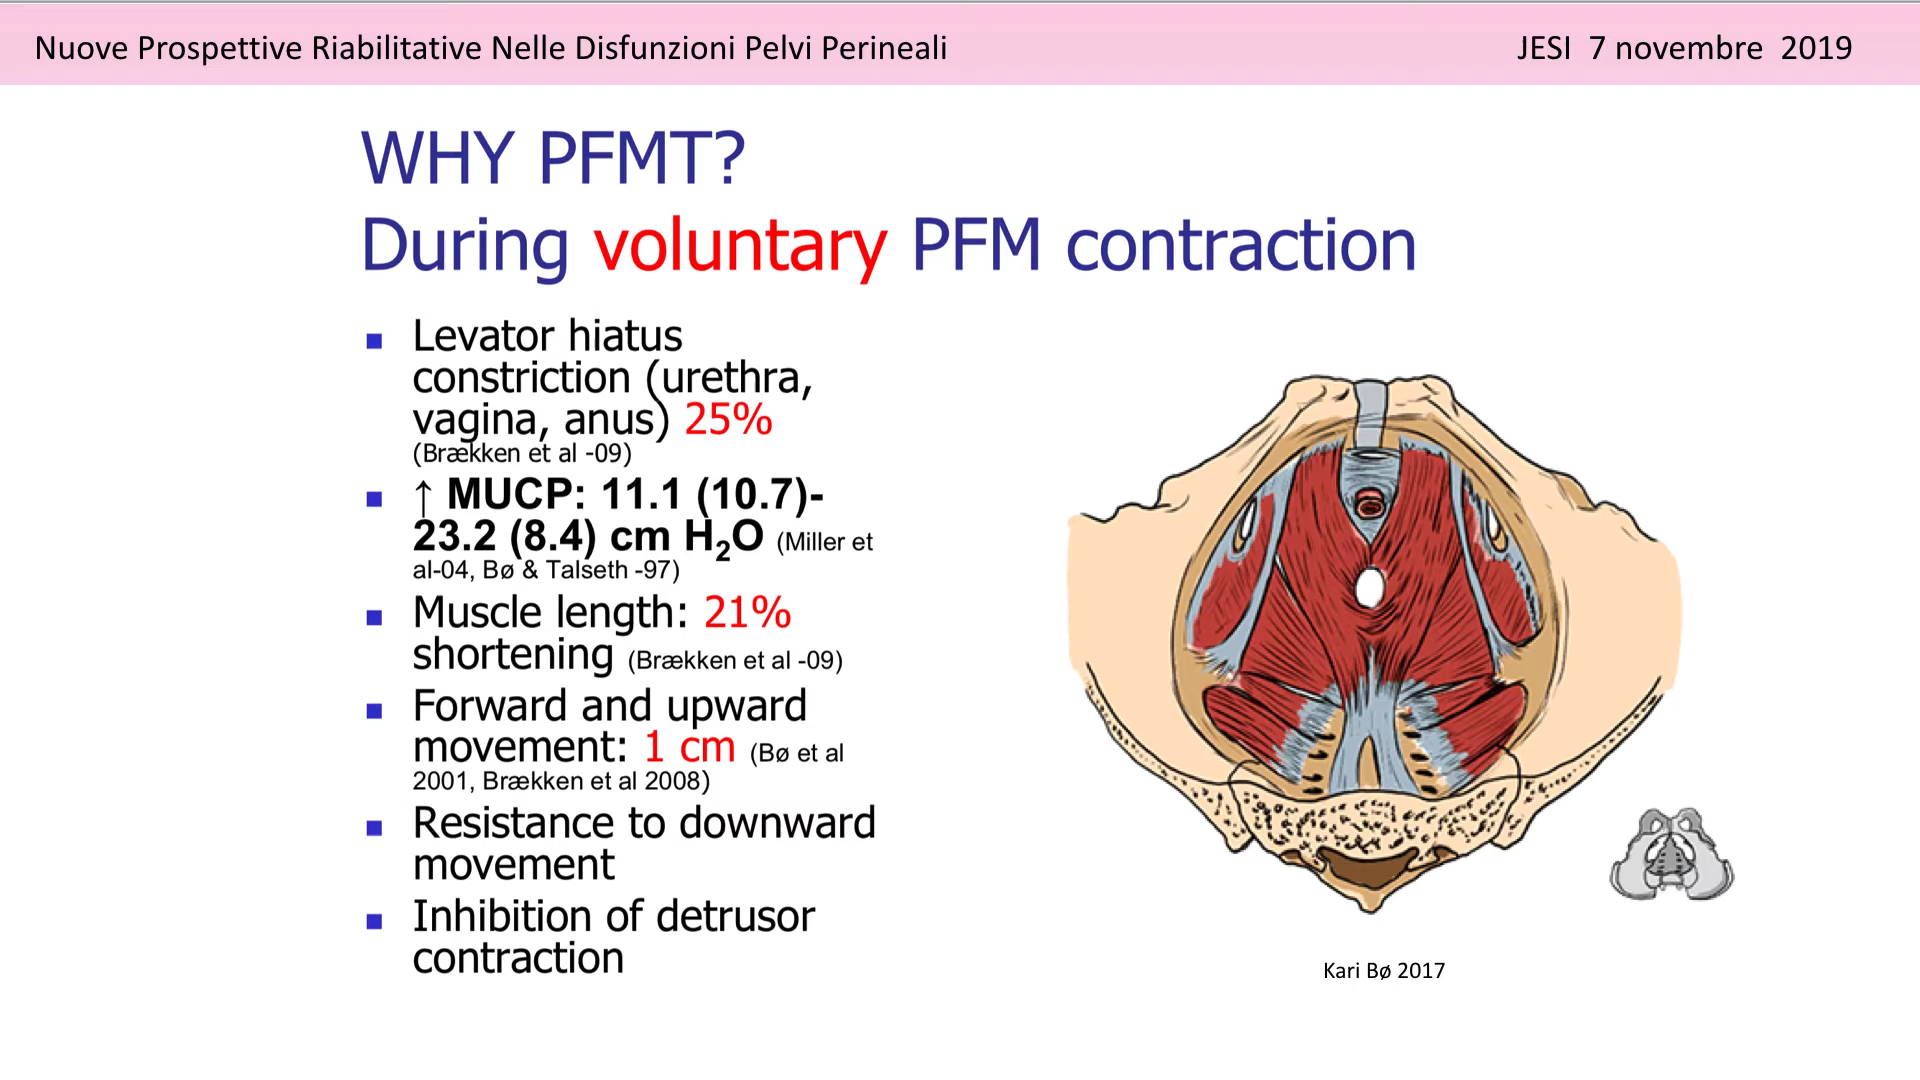 Nuove Prospettive Riabilitative Nelle Disfunzioni Pelvi Perineali JESI 7 novembre 2019
WHY PFMT?
During voluntary PFM contraction
■ Levator hiatus
constriction (urethra,
vagina, anus) 25%
(Brækken et al -09)
■ ↑ MUCP: 11.1 (10.7)-
23.2 (8.4) cm H₂O (Miller et
al-04, Bø & Talseth -97)
■ Muscle length: 21%
shortening (Brækken et al -09)
■ Forward and upward
movement: 1 cm (Bø et al
2001, Brækken et al 2008)
■ Resistance to downward
movement
■ Inhibition of detrusor
contraction
Kari Bø 2017